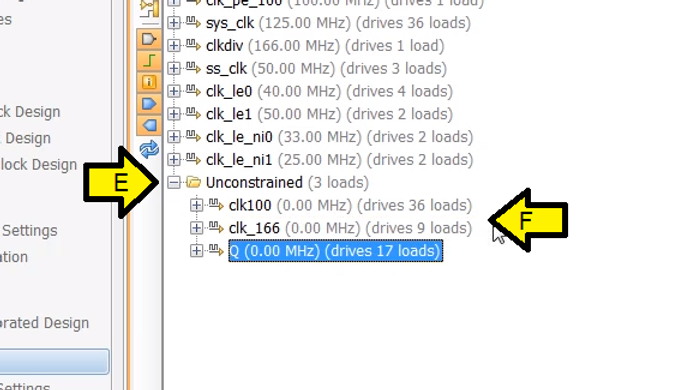 clk_pe_100 (100.00 MHz) (drives 1 load)
es
sys_clk (125.00 MHz) (drives 36 loads)
clkdiv (166.00 MHz) (drives 1 load)
ss_clk (50.00 MHz) (drives 3 loads)
clk_le0 (40.00 MHz) (drives 4 loads)
ck Design
clk_le1 (50.00 MHz) (drives 2 loads)
Design
clk_le_ni0 (33.00 MHz) (drives 2 loads)
lock Design
clk_le_ni1 (25.00 MHz) (drives 2 loads)
E
Unconstrained (3 loads)
clk100 (0.00 MHz) (drives 36 loads)
F
Settings
clk_166 (0.00 MHz) (drives 9 loads)
ation
Q (0.00 MHz) (drives 17 loads)
orated Design
Settings